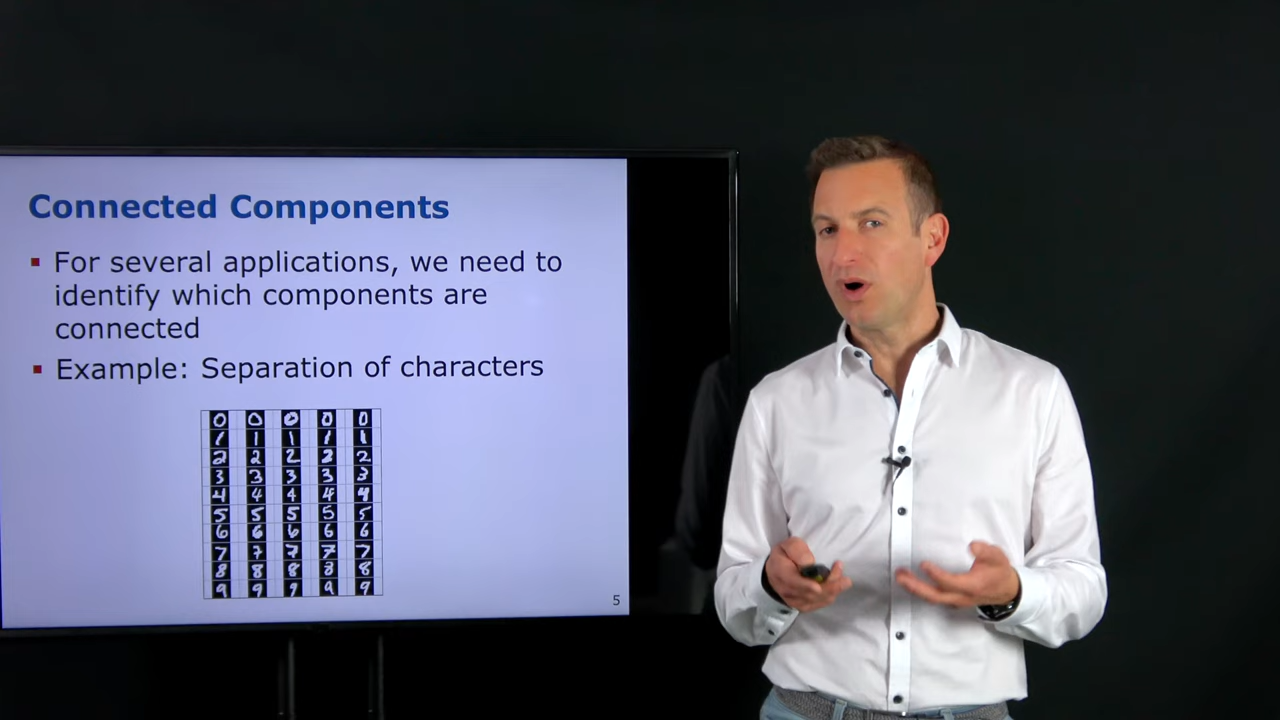 Connected Components
▪ For several applications, we need to
identify which components are
connected
▪ Example: Separation of characters
0 0 0 0 0
1 1 1 1 1
2 2 2 2 2
3 3 3 3 3
4 4 4 4 4
5 5 5 5 5
6 6 6 6 6
7 7 7 7 7
8 8 8 8 8
9 9 9 9 9
5